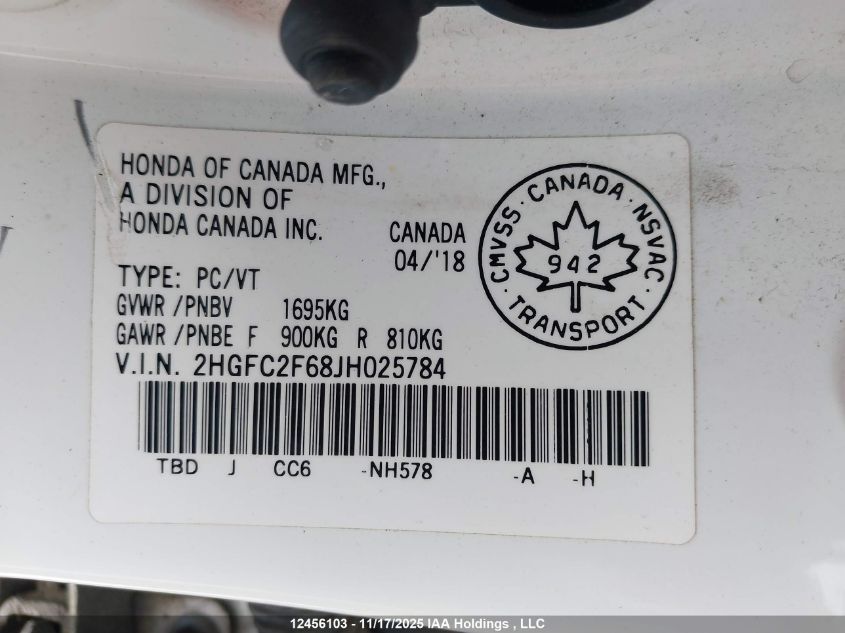 HONDA OF CANADA MFG.,
A DIVISION OF
HONDA CANADA INC.
CANADA
04/'18
TYPE: PC/VT
GVWR /PNBV 1695KG
GAWR /PNBE F 900KG R 810KG
V.I.N. 2HGFC2F68JH025784
CMVSS · CANADA · NSVAC · TRANSPORT ·
942
TBD J CC6 -NH578 -A -H
12456103 - 11/17/2025 IAA Holdings , LLC